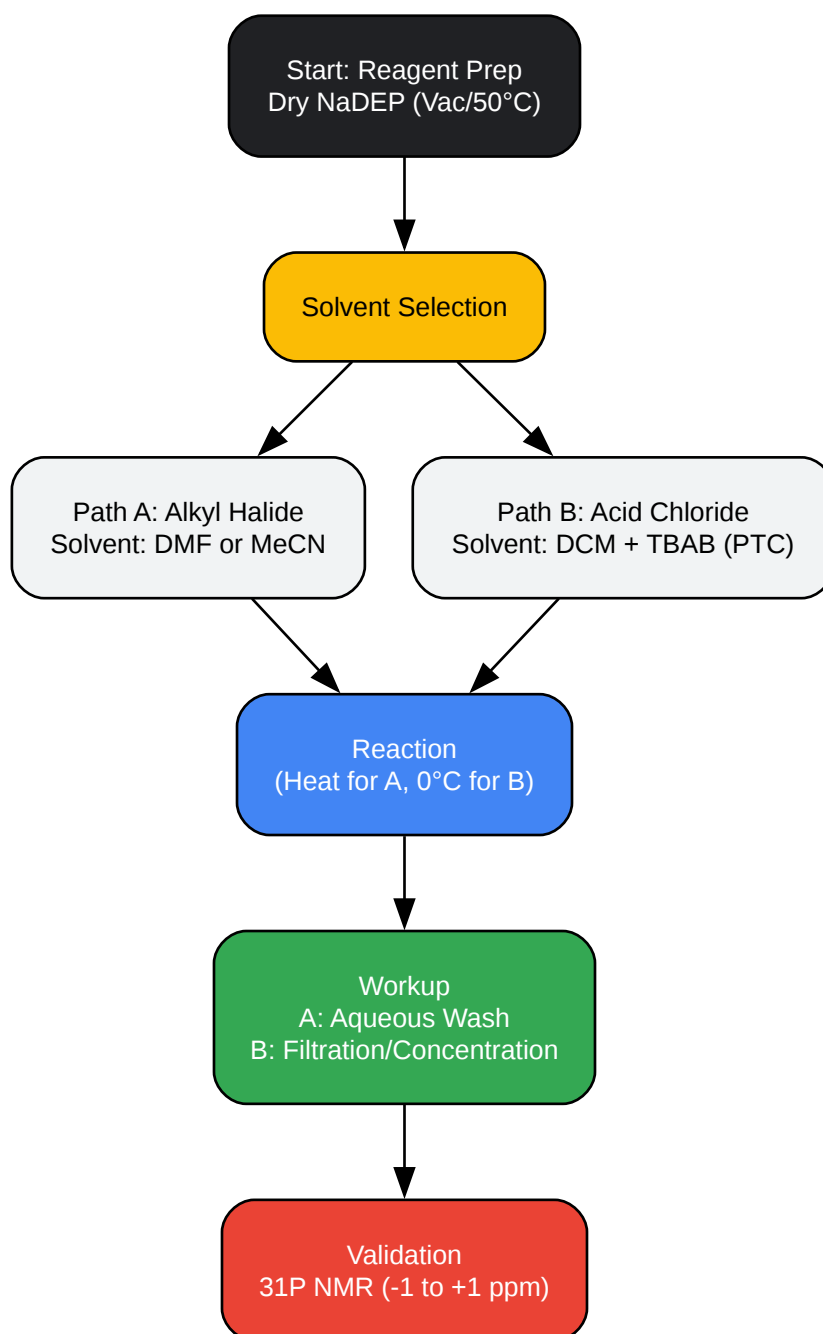 Start: Reagent Prep
Dry NaDEP (Vac/50°C)
Solvent Selection
Path A: Alkyl Halide
Solvent: DMF or MeCN
Path B: Acid Chloride
Solvent: DCM + TBAB (PTC)
Reaction
(Heat for A, 0°C for B)
Workup
A: Aqueous Wash
B: Filtration/Concentration
Validation
31P NMR (-1 to +1 ppm)